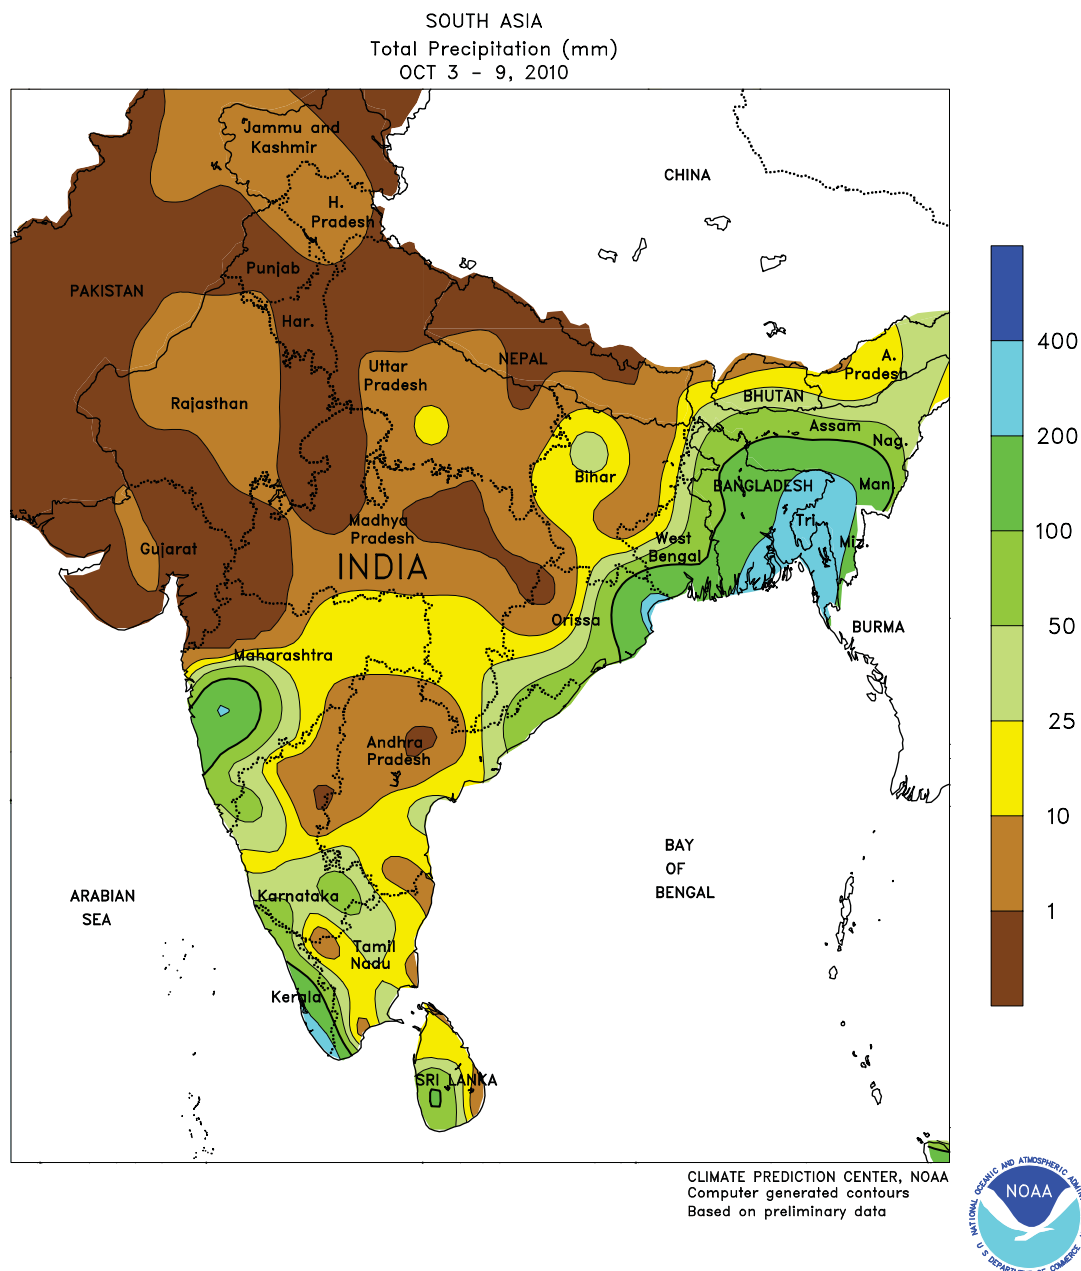 SOUTH ASIA
Total Precipitation (mm)
OCT 3 - 9, 2010
Jammu and
Kashmir
CHINA
H.
Pradesh
Punjab
PAKISTAN
Har.
400
NEPAL
A.
Pradesh
Uttar
Pradesh
BHUTAN
Rajasthan
Assam
Nag.
200
Bihar
BANGLADESH
Man.
Tri.
Madhya
Pradesh
100
West
Bengal
Miz.
Gujarat
INDIA
Orissa
BURMA
50
Maharashtra
25
Andhra
Pradesh
10
BAY
OF
BENGAL
ARABIAN
SEA
Karnataka
1
Tamil
Nadu
Kerala
SRI LANKA
CLIMATE PREDICTION CENTER, NOAA
Computer generated contours
Based on preliminary data
NOAA